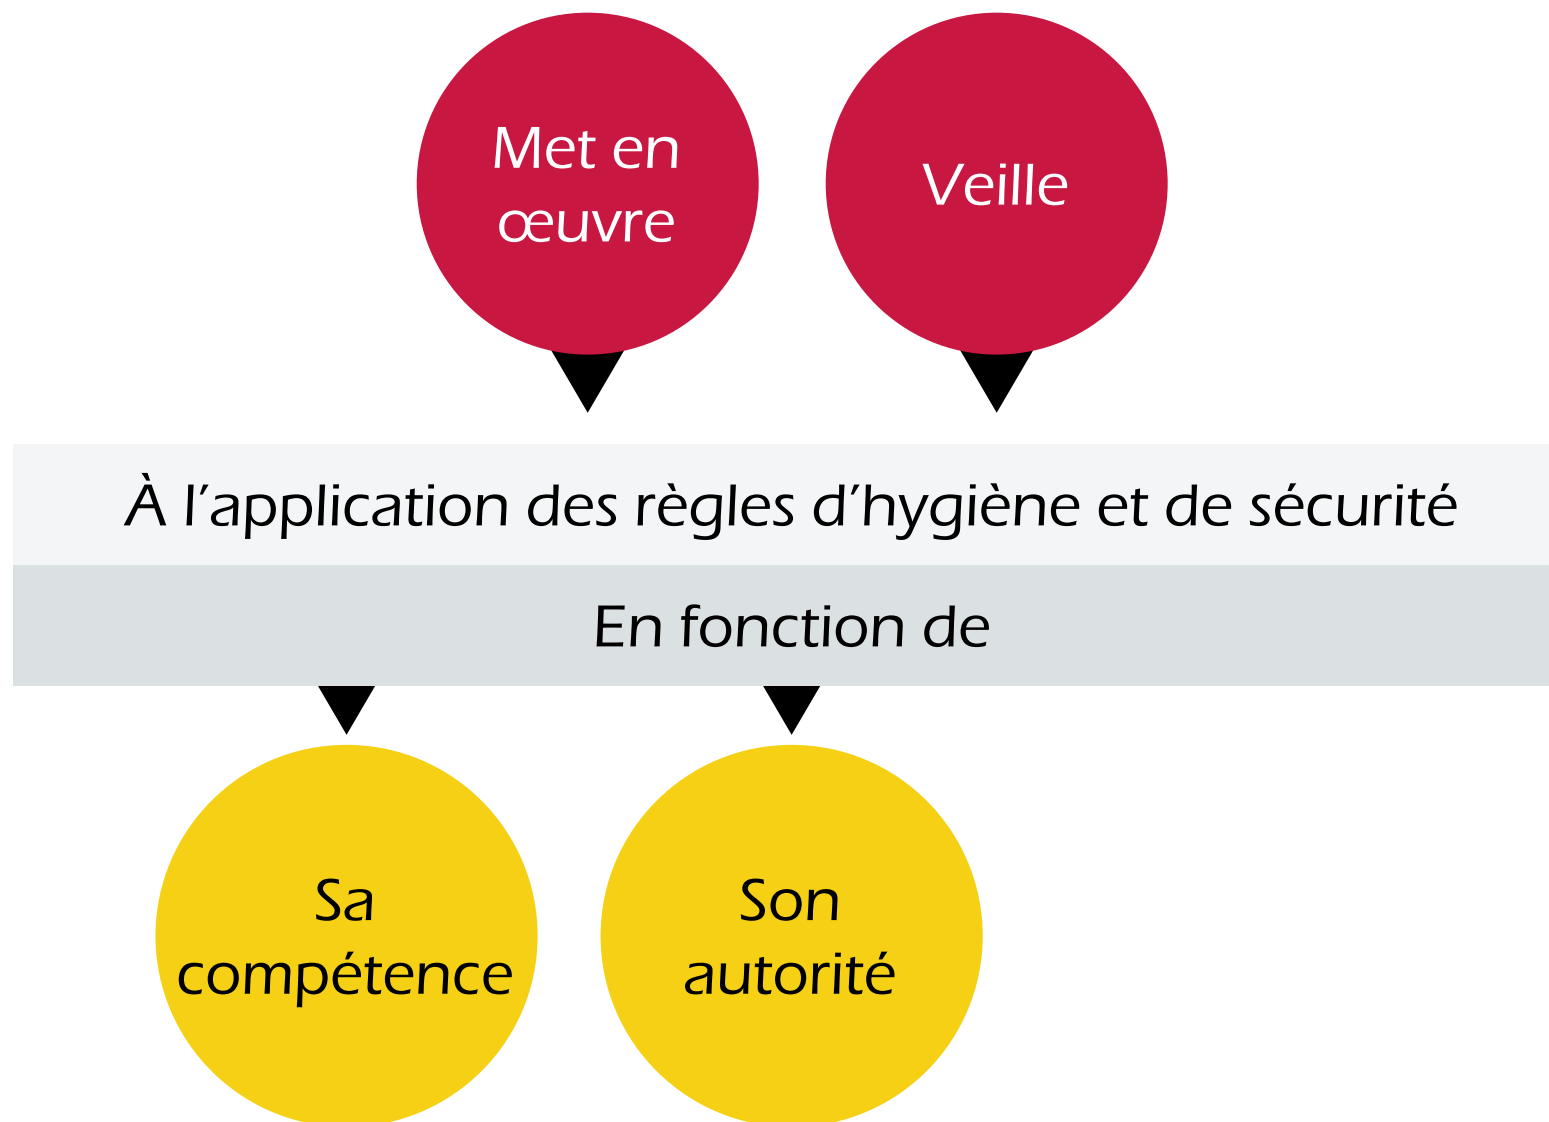 Met en
œuvre
Veille
À l’application des règles d’hygiène et de sécurité
En fonction de
Sa
compétence
Son
autorité